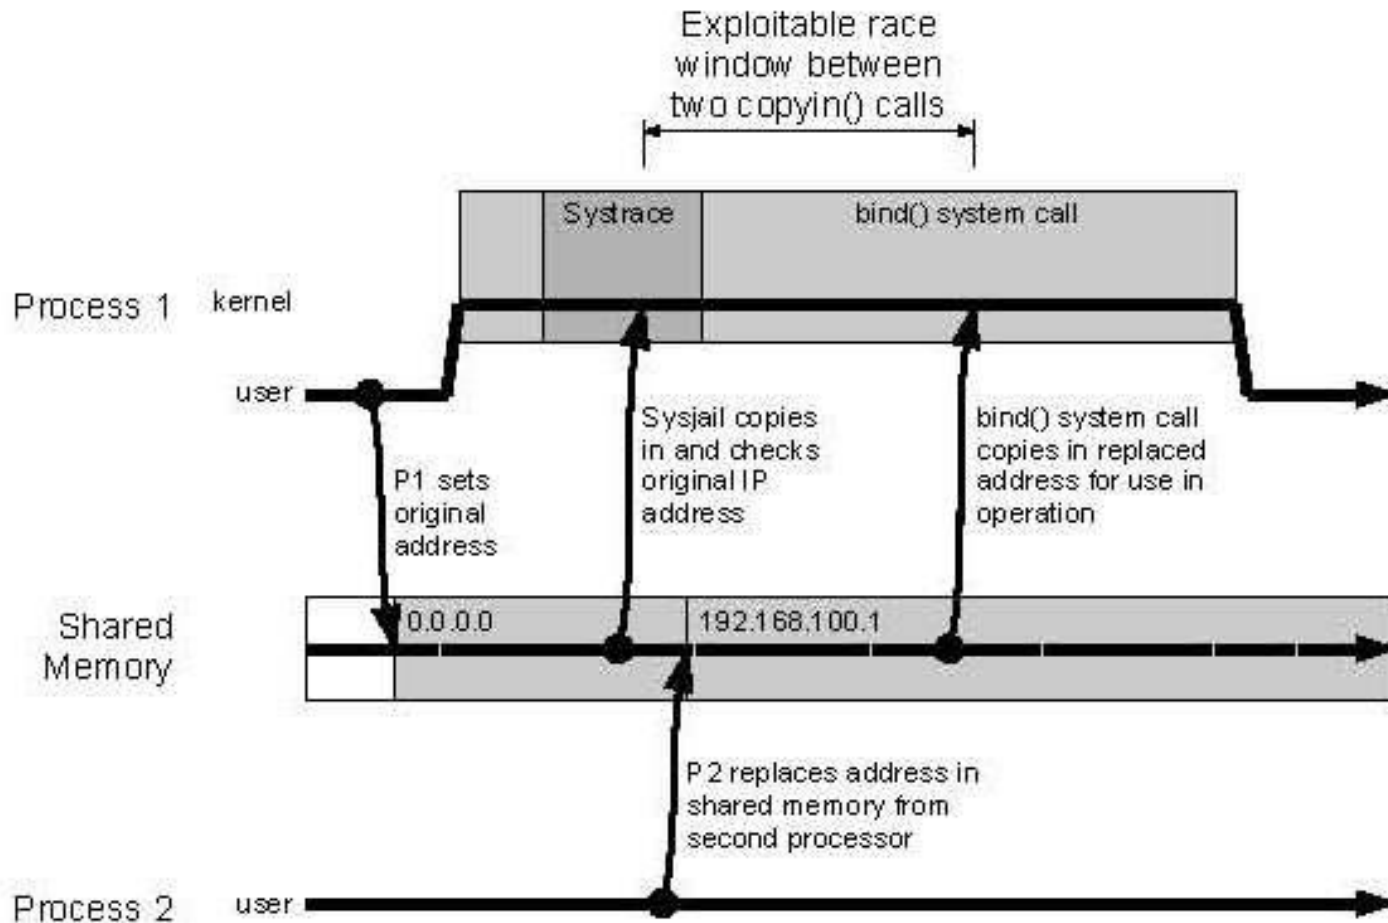 Exploitable race
window between
two copyin() calls
Systrace
bind() system call
Process 1
kernel
user
Sysjail copies
in and checks
original IP
address
bind() system call
copies in replaced
address for use in
operation
P1 sets
original
address
Shared
Memory
0.0.0.0
192.168.100.1
P2 replaces address in
shared memory from
second processor
Process 2
user